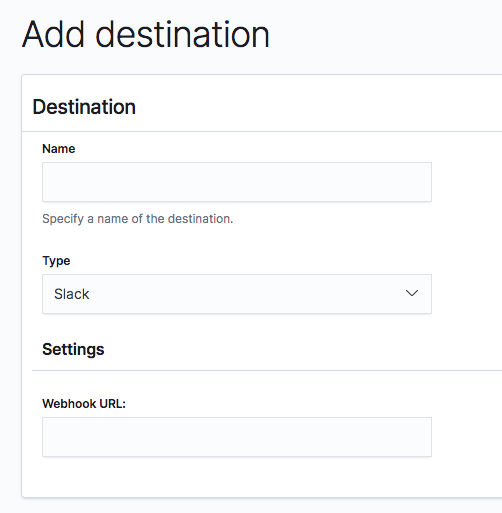 Add destination
Destination
Name
Specify a name of the destination.
Type
Slack
Settings
Webhook URL: